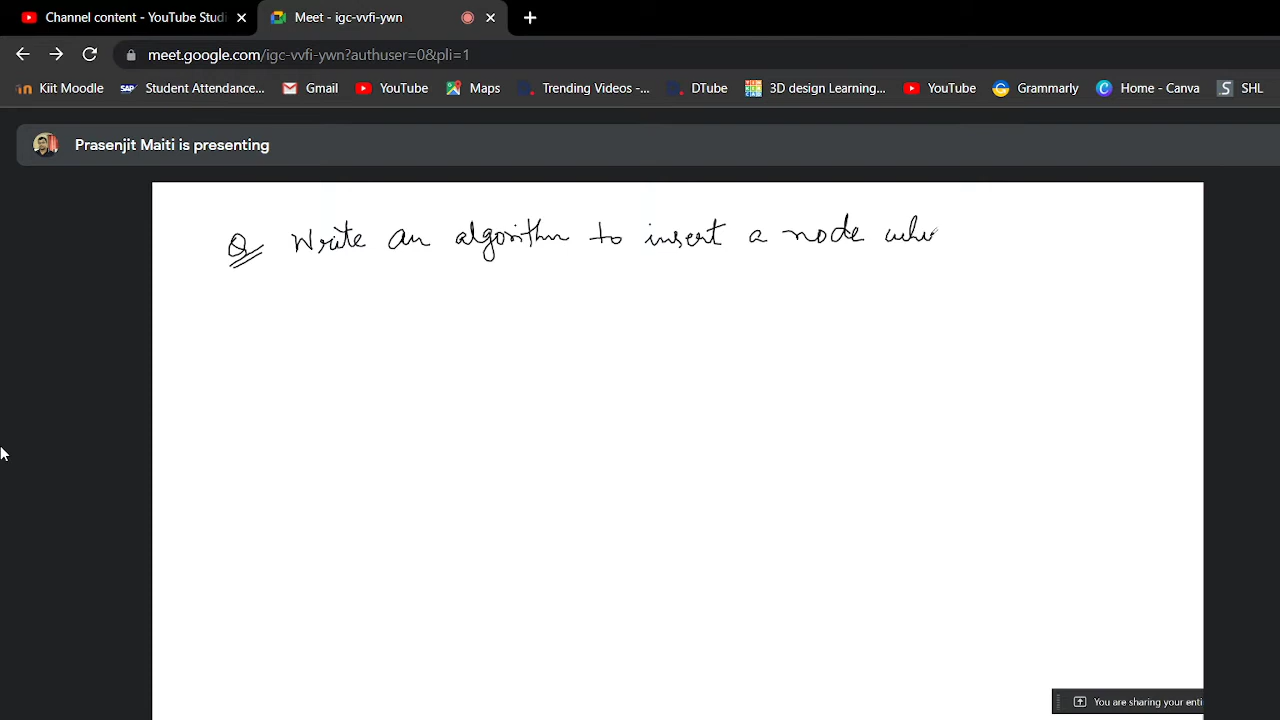 Channel content - YouTube Studi
Meet - igc-vvfi-ywn
meet.google.com/igc-vvfi-ywn?authuser=0&pli=1
Kiit Moodle Student Attendance... Gmail YouTube Maps Trending Videos -... DTube 3D design Learning... YouTube Grammarly Home - Canva SHL
Prasenjit Maiti is presenting
Q Write an algorithm to insert a node whi
You are sharing your enti